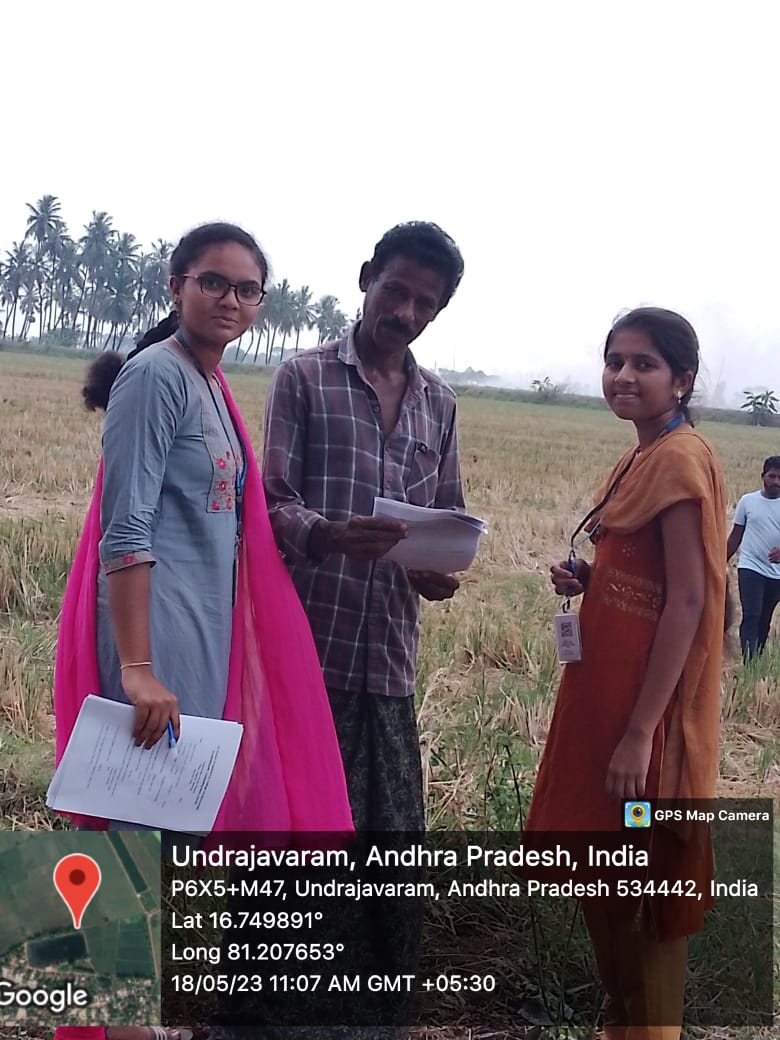 GPS Map Camera
Undrajavaram, Andhra Pradesh, India
P6X5+M47, Undrajavaram, Andhra Pradesh 534442, India
Lat 16.749891°
Long 81.207653°
18/05/23 11:07 AM GMT +05:30
Google